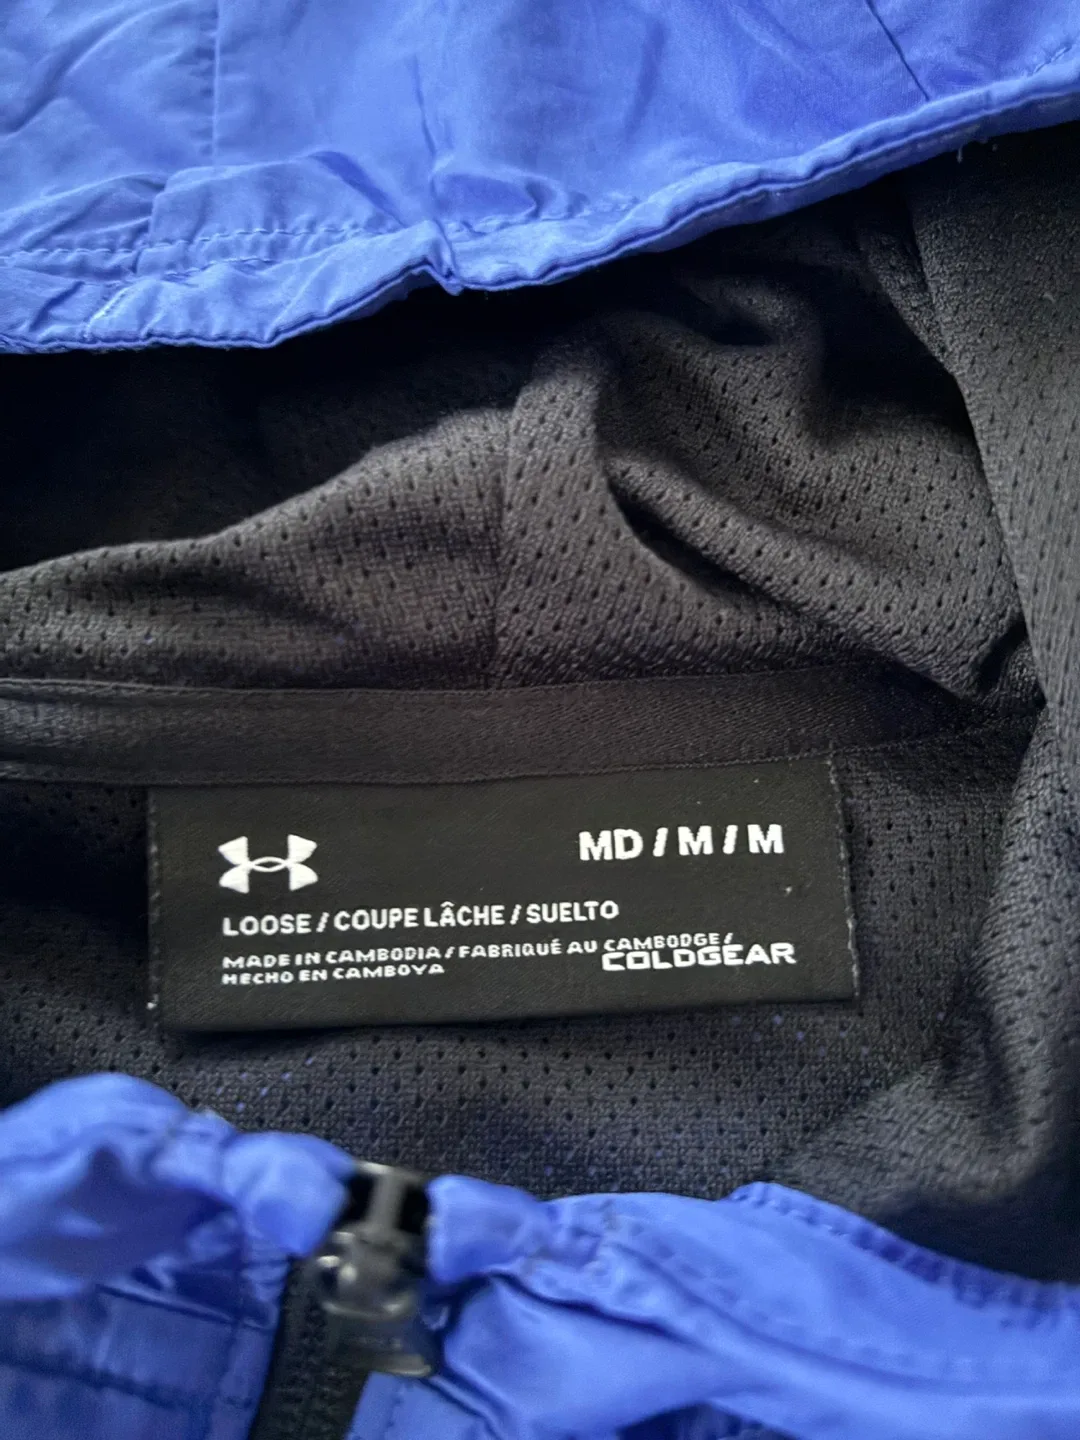 MD / M / M
LOOSE / COUPE LÂCHE / SUELTO
MADE IN CAMBODIA / FABRIQUÉ AU CAMBODGE /
HECHO EN CAMBOYA
COLDGEAR